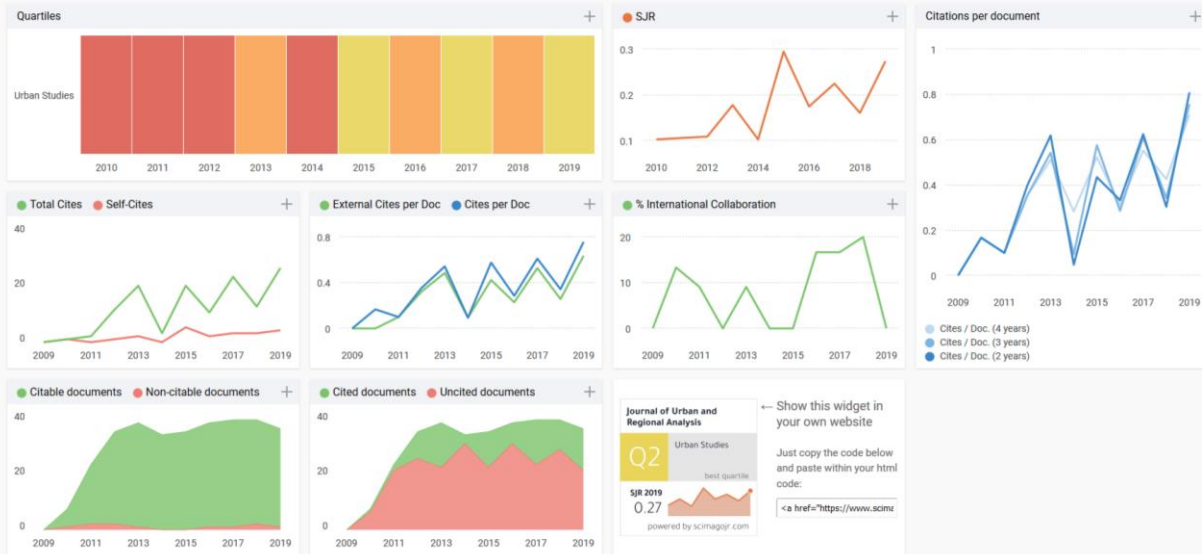 Quartiles +
Urban Studies
2010 2011 2012 2013 2014 2015 2016 2017 2018 2019
SJR +
0.3
0.2
0.1
2010 2012 2014 2016 2018
Citations per document +
1
0.8
0.6
0.4
0.2
0
2009 2011 2013 2015 2017 2019
Cites / Doc. (4 years)
Cites / Doc. (3 years)
Cites / Doc. (2 years)
Total Cites Self-Cites +
40
20
0
2009 2011 2013 2015 2017 2019
External Cites per Doc Cites per Doc +
0.8
0.4
0
2009 2011 2013 2015 2017 2019
% International Collaboration +
20
10
0
2009 2011 2013 2015 2017 2019
Citable documents Non-citable documents +
40
20
0
2009 2011 2013 2015 2017 2019
Cited documents Uncited documents +
40
20
0
2009 2011 2013 2015 2017 2019
Journal of Urban and
Regional Analysis
Q2
Urban Studies
best quartile
SJR 2019
0.27
powered by scimagojr.com
← Show this widget in
your own website
Just copy the code below
and paste within your html
code:
<a href="https://www.scima